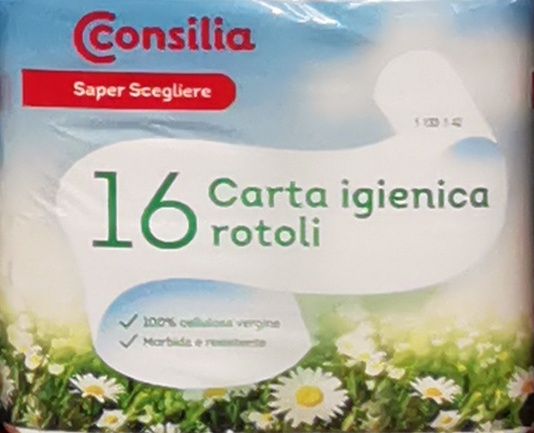 Consilia
Saper Scegliere
16 Carta igienica
rotoli
100% cellulosa vergine
Morbida e resistente